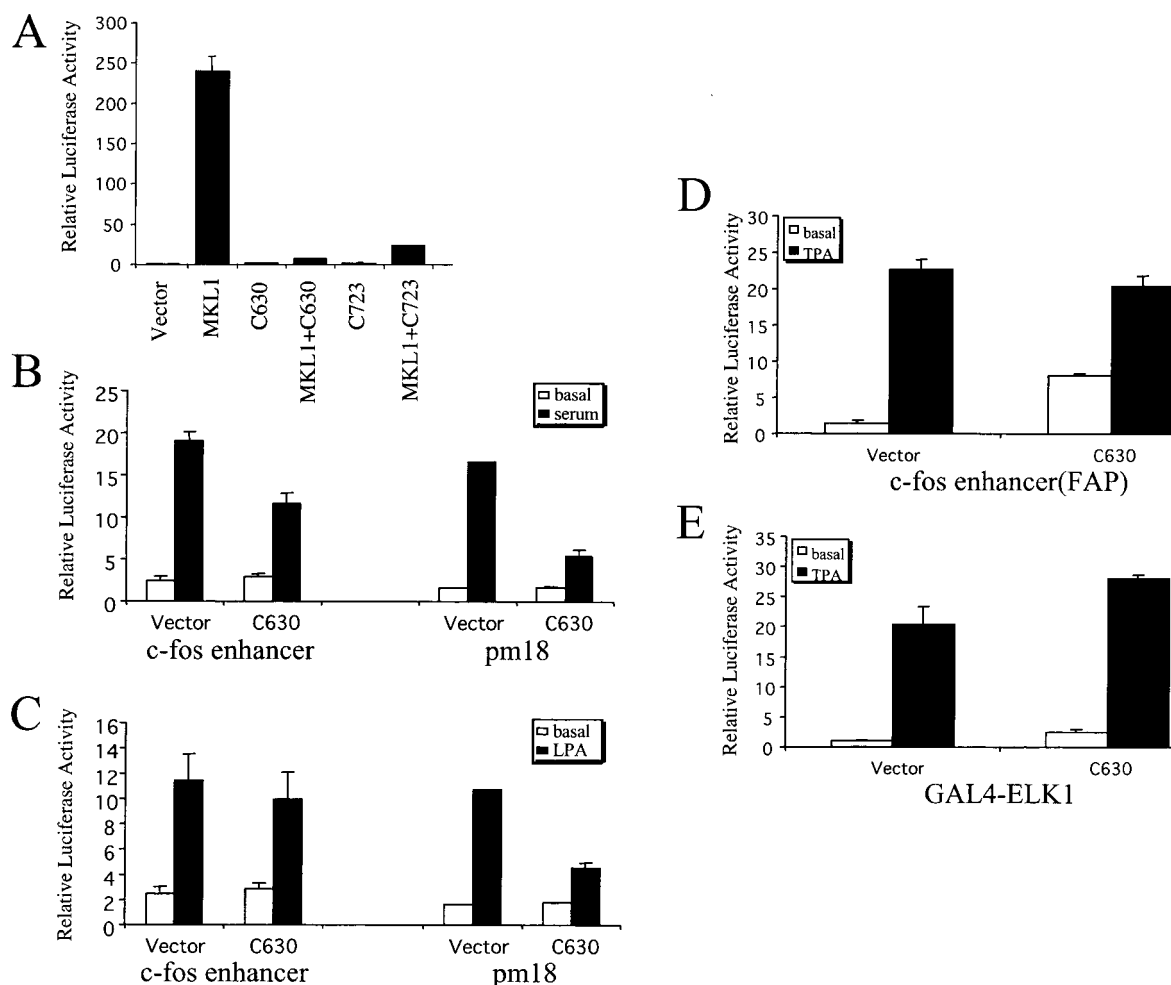 A
Relative Luciferase Activity
300
250
200
150
100
50
0
Vector
MKL1
C630
MKL1+C630
C723
MKL1+C723
B
Relative Luciferase Activity
25
20
15
10
5
0
basal
serum
Vector
C630
Vector
C630
c-fos enhancer
pm18
C
Relative Luciferase Activity
16
14
12
10
8
6
4
2
0
basal
LPA
Vector
C630
Vector
C630
c-fos enhancer
pm18
D
Relative Luciferase Activity
30
25
20
15
10
5
0
basal
TPA
Vector
C630
c-fos enhancer(FAP)
E
Relative Luciferase Activity
35
30
25
20
15
10
5
0
basal
TPA
Vector
C630
GAL4-ELK1